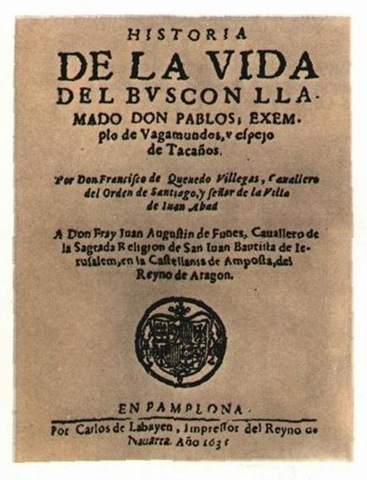 HISTORIA
DE LA VIDA
DEL BVSCON LLA-
MADO DON PABLOS; EXEM-
plo de Vagamundos, y espejo
de Tacaños.
Por Don Francisco de Queuedo Villegas, Cauallero
del Orden de Santiago, y señor de la Villa
de Iuan Abad
A Don Fray Iuan Augustin de Funes, Cauallero de
la Sagrada Religion de San Iuan Bautista de Ie-
rusalem, en la Castellania de Amposta, del
Reyno de Aragon.
EN PAMPLONA.
Por Carlos de Labayen, Impressor del Reyno de
Nauarra. Año 1631